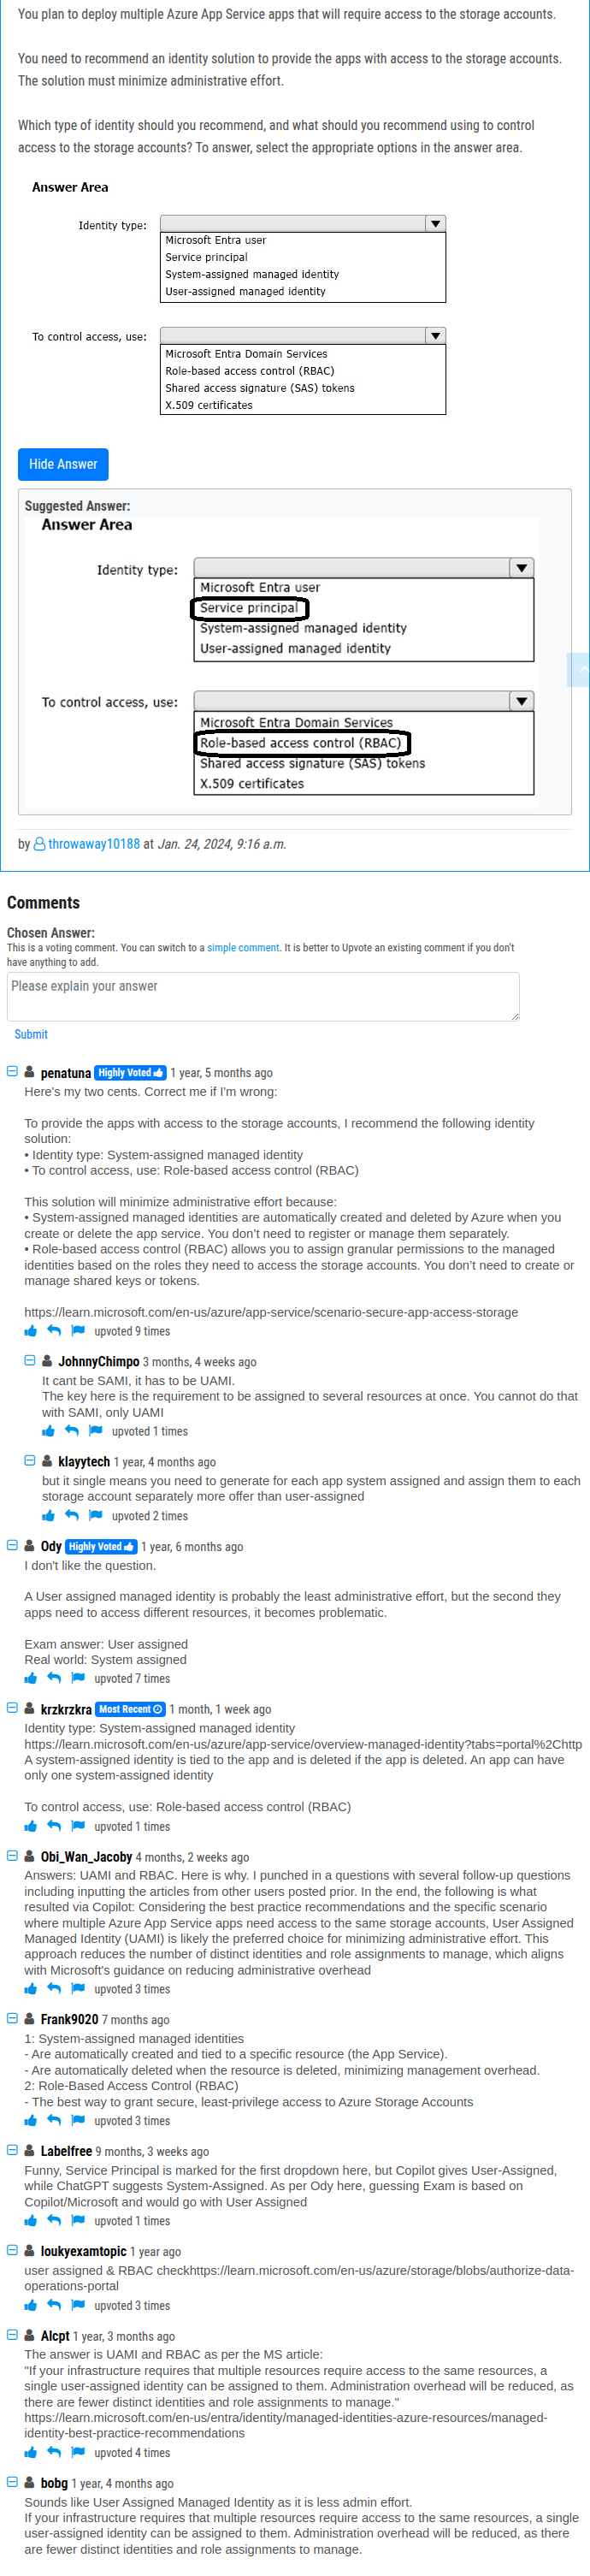 You plan to deploy multiple Azure App Service apps that will require access to the storage accounts.
You need to recommend an identity solution to provide the apps with access to the storage accounts.
The solution must minimize administrative effort.
Which type of identity should you recommend, and what should you recommend using to control
access to the storage accounts? To answer, select the appropriate options in the answer area.
Answer Area
Identity type:
Microsoft Entra user
Service principal
System-assigned managed identity
User-assigned managed identity
To control access, use:
Microsoft Entra Domain Services
Role-based access control (RBAC)
Shared access signature (SAS) tokens
X.509 certificates
Hide Answer
Suggested Answer:
Answer Area
Identity type:
Microsoft Entra user
Service principal
System-assigned managed identity
User-assigned managed identity
To control access, use:
Microsoft Entra Domain Services
Role-based access control (RBAC)
Shared access signature (SAS) tokens
X.509 certificates
by throwaway10188 at Jan. 24, 2024, 9:16 a.m.
Comments
Chosen Answer:
This is a voting comment. You can switch to a simple comment. It is better to Upvote an existing comment if you don't
have anything to add.
Please explain your answer
Submit
penatuna Highly Voted 1 year, 5 months ago
Here's my two cents. Correct me if I'm wrong:
To provide the apps with access to the storage accounts, I recommend the following identity
solution:
• Identity type: System-assigned managed identity
• To control access, use: Role-based access control (RBAC)
This solution will minimize administrative effort because:
• System-assigned managed identities are automatically created and deleted by Azure when you
create or delete the app service. You don't need to register or manage them separately.
• Role-based access control (RBAC) allows you to assign granular permissions to the managed
identities based on the roles they need to access the storage accounts. You don't need to create or
manage shared keys or tokens.
https://learn.microsoft.com/en-us/azure/app-service/scenario-secure-app-access-storage
upvoted 9 times
JohnnyChimpo 3 months, 4 weeks ago
It cant be SAMI, it has to be UAMI.
The key here is the requirement to be assigned to several resources at once. You cannot do that
with SAMI, only UAMI
upvoted 1 times
klayytech 1 year, 4 months ago
but it single means you need to generate for each app system assigned and assign them to each
storage account separately more offer than user-assigned
upvoted 2 times
Ody Highly Voted 1 year, 6 months ago
I don't like the question.
A User assigned managed identity is probably the least administrative effort, but the second they
apps need to access different resources, it becomes problematic.
Exam answer: User assigned
Real world: System assigned
upvoted 7 times
krzkrzkra Most Recent 1 month, 1 week ago
Identity type: System-assigned managed identity
https://learn.microsoft.com/en-us/azure/app-service/overview-managed-identity?tabs=portal%2Chttp
A system-assigned identity is tied to the app and is deleted if the app is deleted. An app can have
only one system-assigned identity
To control access, use: Role-based access control (RBAC)
upvoted 1 times
Obi_Wan_Jacoby 4 months, 2 weeks ago
Answers: UAMI and RBAC. Here is why. I punched in a questions with several follow-up questions
including inputting the articles from other users posted prior. In the end, the following is what
resulted via Copilot: Considering the best practice recommendations and the specific scenario
where multiple Azure App Service apps need access to the same storage accounts, User Assigned
Managed Identity (UAMI) is likely the preferred choice for minimizing administrative effort. This
approach reduces the number of distinct identities and role assignments to manage, which aligns
with Microsoft's guidance on reducing administrative overhead
upvoted 3 times
Frank9020 7 months ago
1: System-assigned managed identities
- Are automatically created and tied to a specific resource (the App Service).
- Are automatically deleted when the resource is deleted, minimizing management overhead.
2: Role-Based Access Control (RBAC)
- The best way to grant secure, least-privilege access to Azure Storage Accounts
upvoted 3 times
Labelfree 9 months, 3 weeks ago
Funny, Service Principal is marked for the first dropdown here, but Copilot gives User-Assigned,
while ChatGPT suggests System-Assigned. As per Ody here, guessing Exam is based on
Copilot/Microsoft and would go with User Assigned
upvoted 1 times
loukyexamtopic 1 year ago
user assigned & RBAC checkhttps://learn.microsoft.com/en-us/azure/storage/blobs/authorize-data-
operations-portal
upvoted 3 times
Alcpt 1 year, 3 months ago
The answer is UAMI and RBAC as per the MS article:
"If your infrastructure requires that multiple resources require access to the same resources, a
single user-assigned identity can be assigned to them. Administration overhead will be reduced, as
there are fewer distinct identities and role assignments to manage."
https://learn.microsoft.com/en-us/entra/identity/managed-identities-azure-resources/managed-
identity-best-practice-recommendations
upvoted 4 times
bobg 1 year, 4 months ago
Sounds like User Assigned Managed Identity as it is less admin effort.
If your infrastructure requires that multiple resources require access to the same resources, a single
user-assigned identity can be assigned to them. Administration overhead will be reduced, as there
are fewer distinct identities and role assignments to manage.